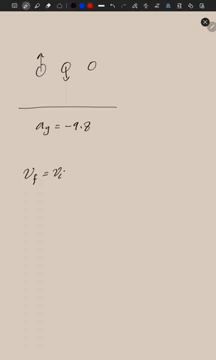 a_y = -9.8
v_f = v_i